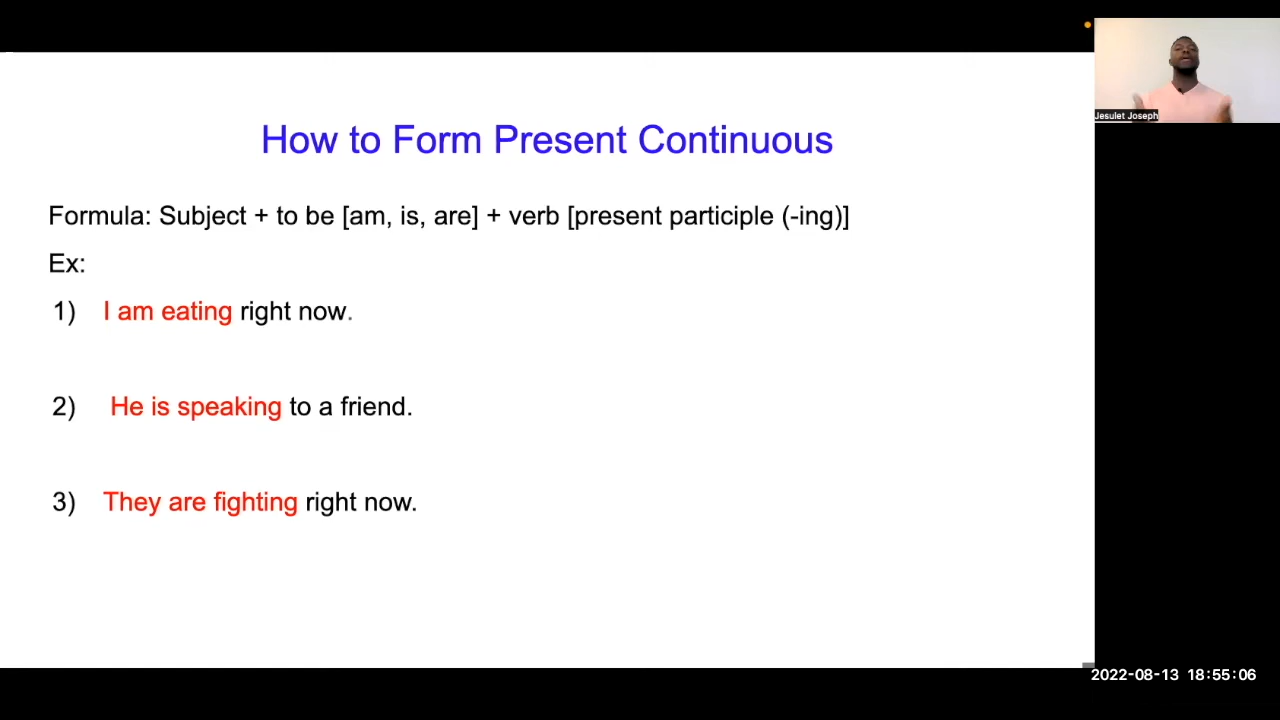 How to Form Present Continuous
Jesulet Joseph
Formula: Subject + to be [am, is, are] + verb [present participle (-ing)]
Ex:
1) I am eating right now.
2) He is speaking to a friend.
3) They are fighting right now.
2022-08-13 18:55:06